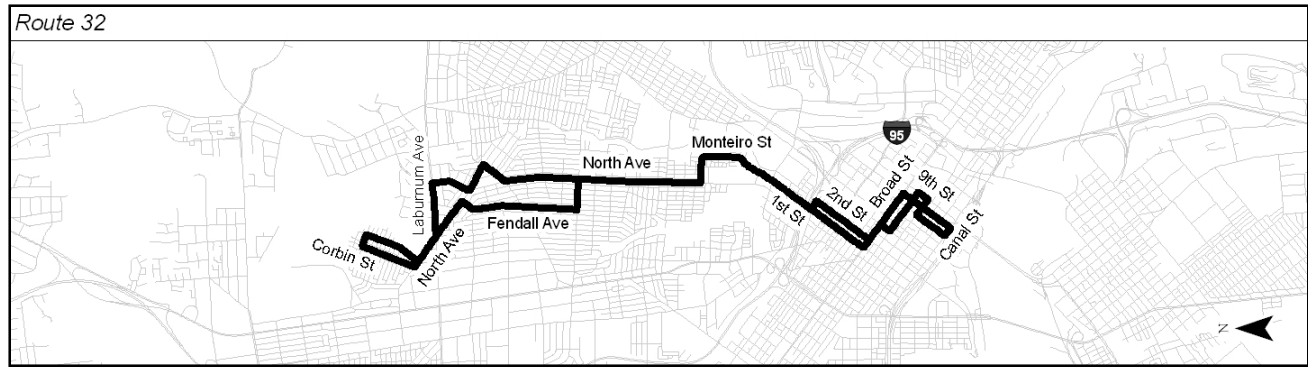 Route 32
Monteiro St
North Ave
Laburnum Ave
95
Broad St
9th St
2nd St
1st St
Fendall Ave
Corbin St
North Ave
Canal St
N